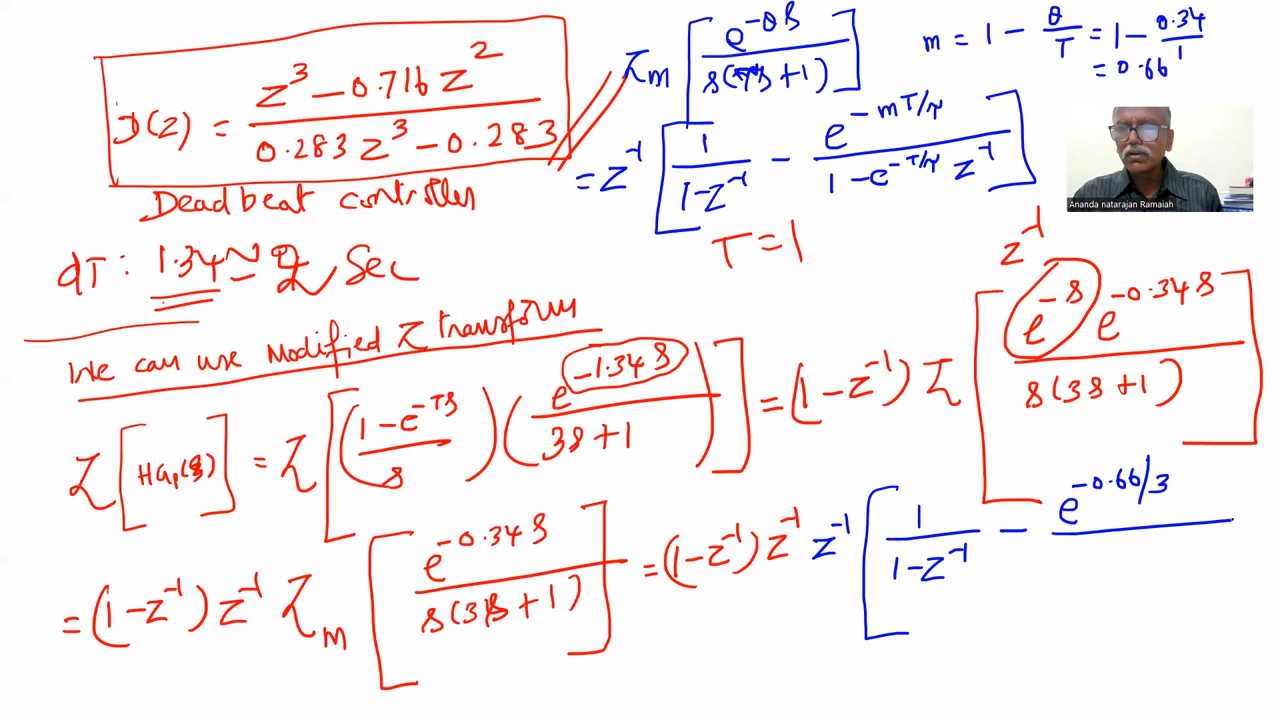 D(z) = (z³ − 0.716 z²) / (0.283 z³ − 0.283)
Deadbeat controller
dT : 1.34 ~ 2 sec
We can use Modified Z transform
Z[HGp(s)] = Z[((1 − e^−Ts)/s)(e^−1.34s/(3s+1))] = (1 − z⁻¹) Z[e^−s e^−0.34s / s(3s+1)]
z⁻¹
= (1 − z⁻¹) z⁻¹ Zm[e^−0.34s / s(3s+1)] = (1 − z⁻¹) z⁻¹ z⁻¹ [1/(1 − z⁻¹) − e^−0.66/3
Zm[e^−θs / s(τs+1)]
= z⁻¹[1/(1 − z⁻¹) − e^−mT/τ / (1 − e^−T/τ z⁻¹)]
T = 1
m = 1 − θ/T = 1 − 0.34/1
= 0.66
Ananda natarajan Ramaiah